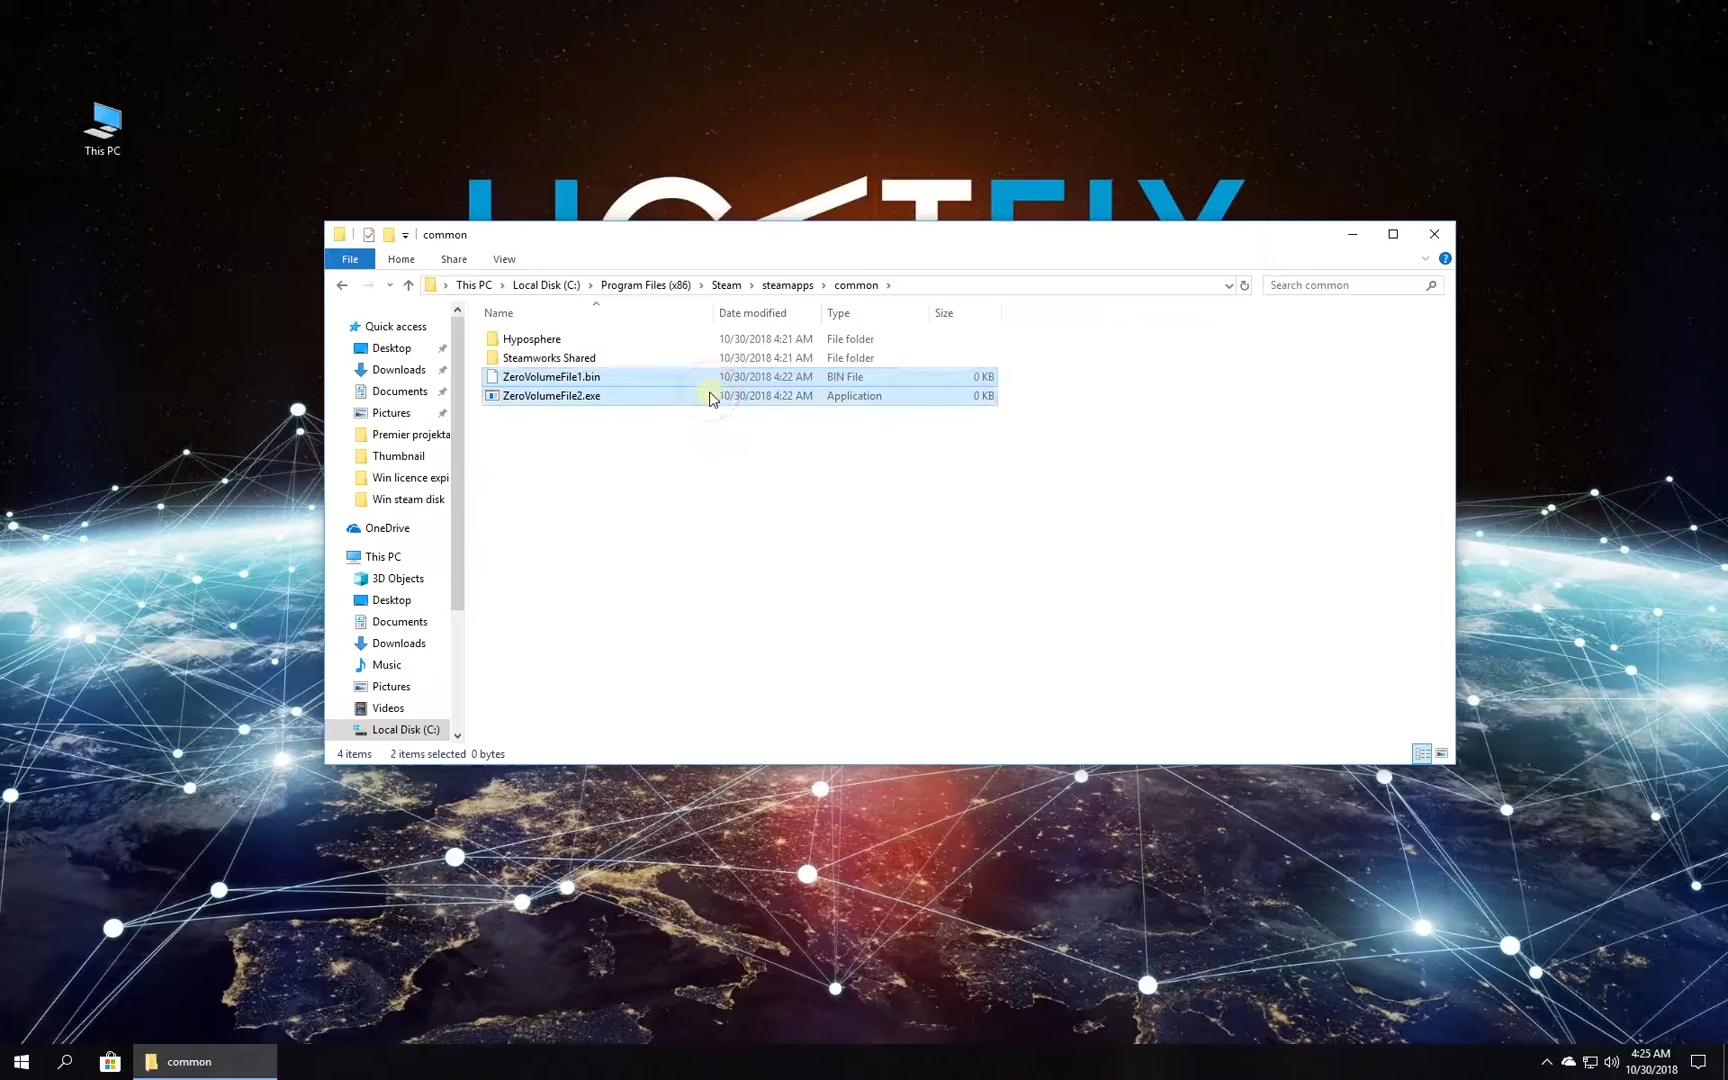 This PC
common
File
Home
Share
View
This PC
Local Disk (C:)
Program Files (x86)
Steam
steamapps
common
Search common
Name
Date modified
Type
Size
Quick access
Desktop
Downloads
Documents
Pictures
Premier projekta
Thumbnail
Win licence expi
Win steam disk
OneDrive
This PC
3D Objects
Desktop
Documents
Downloads
Music
Pictures
Videos
Local Disk (C:)
Hyposphere 10/30/2018 4:21 AM File folder
Steamworks Shared 10/30/2018 4:21 AM File folder
ZeroVolumeFile1.bin 10/30/2018 4:22 AM BIN File 0 KB
ZeroVolumeFile2.exe 10/30/2018 4:22 AM Application 0 KB
4 items 2 items selected 0 bytes
common
4:25 AM
10/30/2018